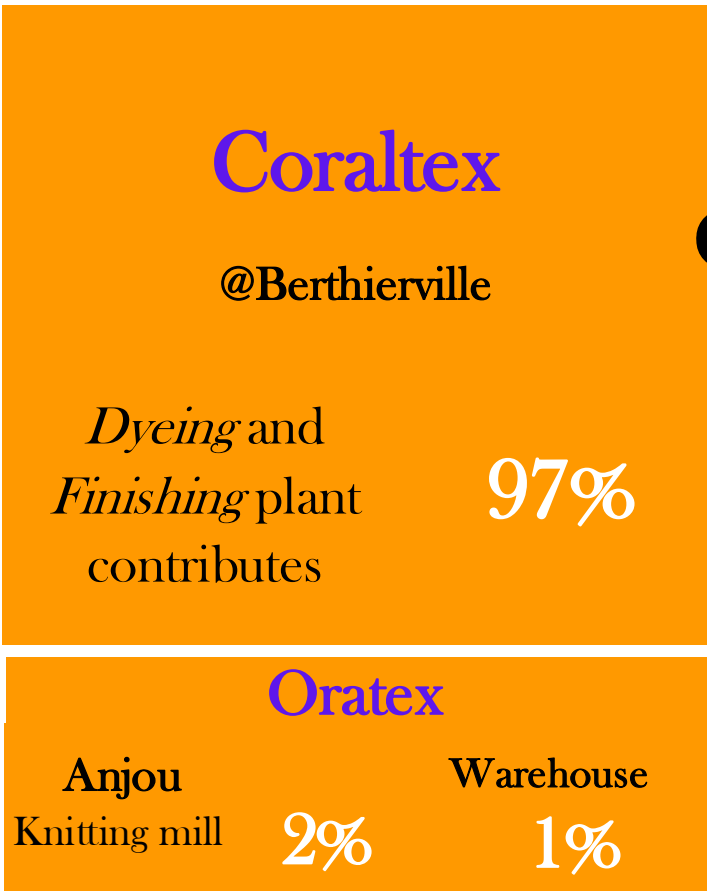 Coraltex
@Berthierville
Dyeing and
Finishing plant
contributes
97%
Oratex
Anjou
Knitting mill
2%
Warehouse
1%